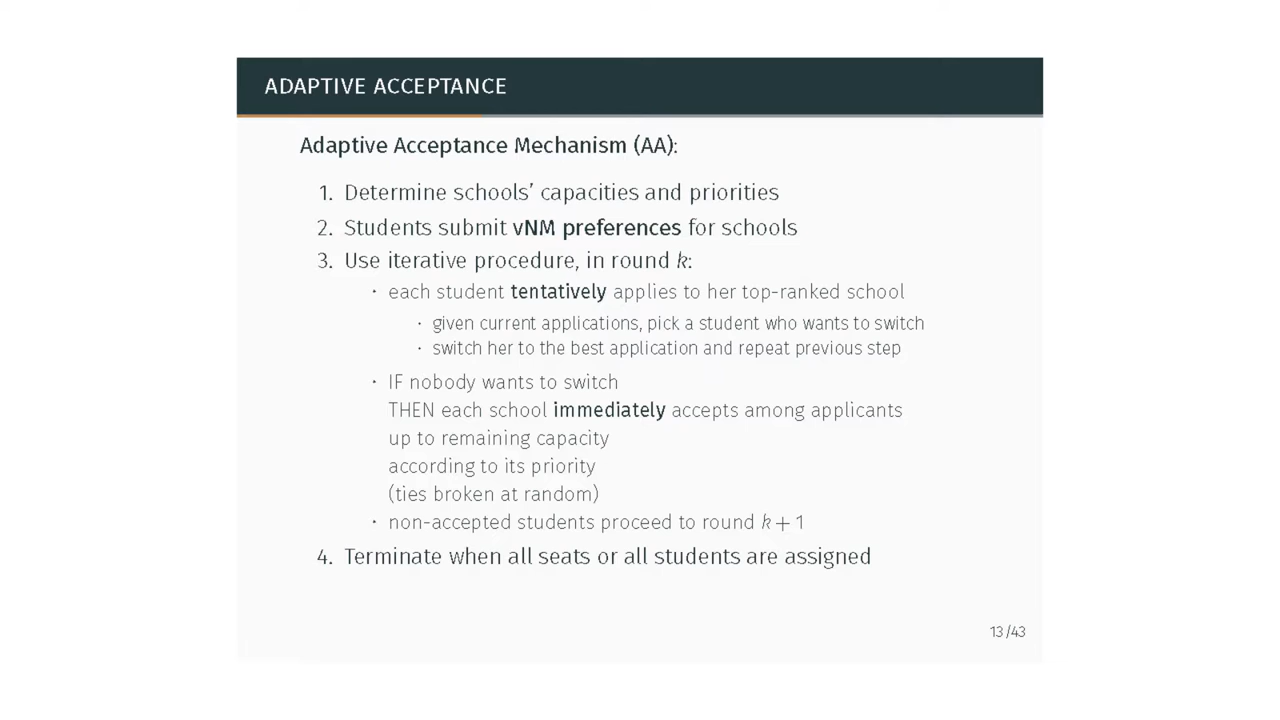 ADAPTIVE ACCEPTANCE
Adaptive Acceptance Mechanism (AA):
1. Determine schools' capacities and priorities
2. Students submit vNM preferences for schools
3. Use iterative procedure, in round k:
· each student tentatively applies to her top-ranked school
· given current applications, pick a student who wants to switch
· switch her to the best application and repeat previous step
· IF nobody wants to switch
THEN each school immediately accepts among applicants
up to remaining capacity
according to its priority
(ties broken at random)
· non-accepted students proceed to round k + 1
4. Terminate when all seats or all students are assigned
13/43